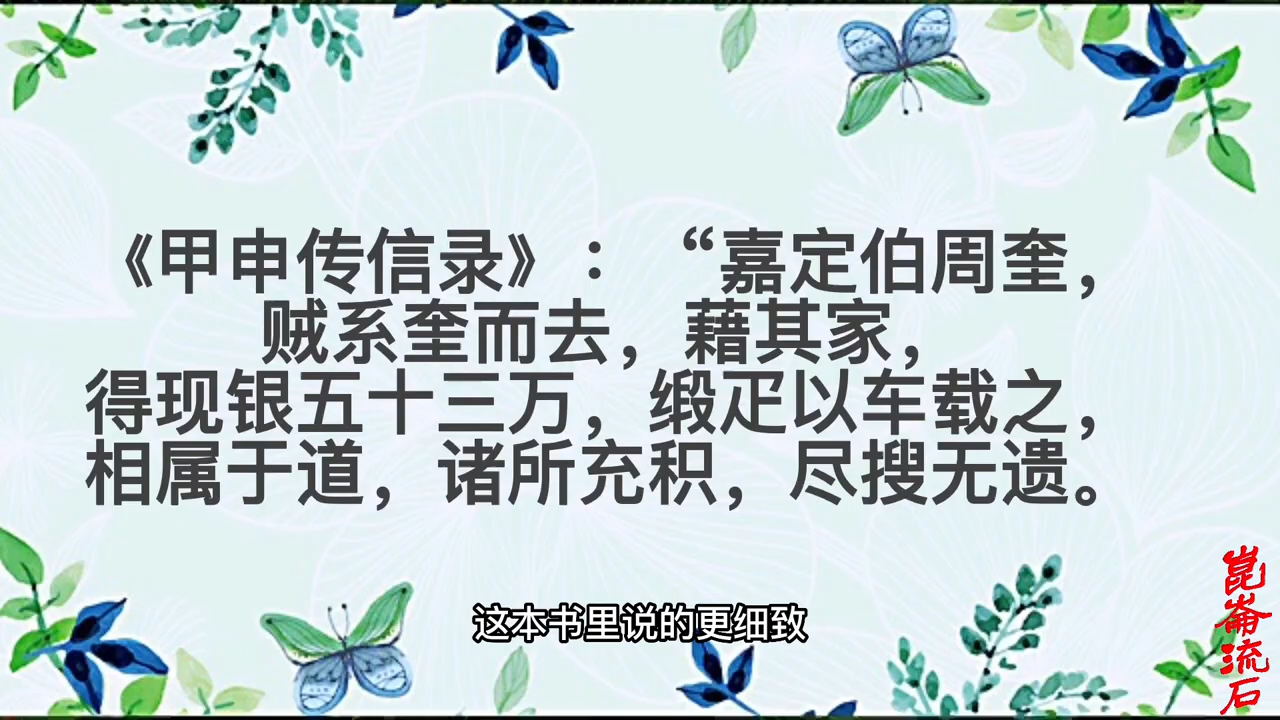 《甲申传信录》：“嘉定伯周奎，
贼系奎而去，藉其家，
得现银五十三万，缎疋以车载之，
相属于道，诸所充积，尽搜无遗。
这本书里说的更细致
崑崙流石